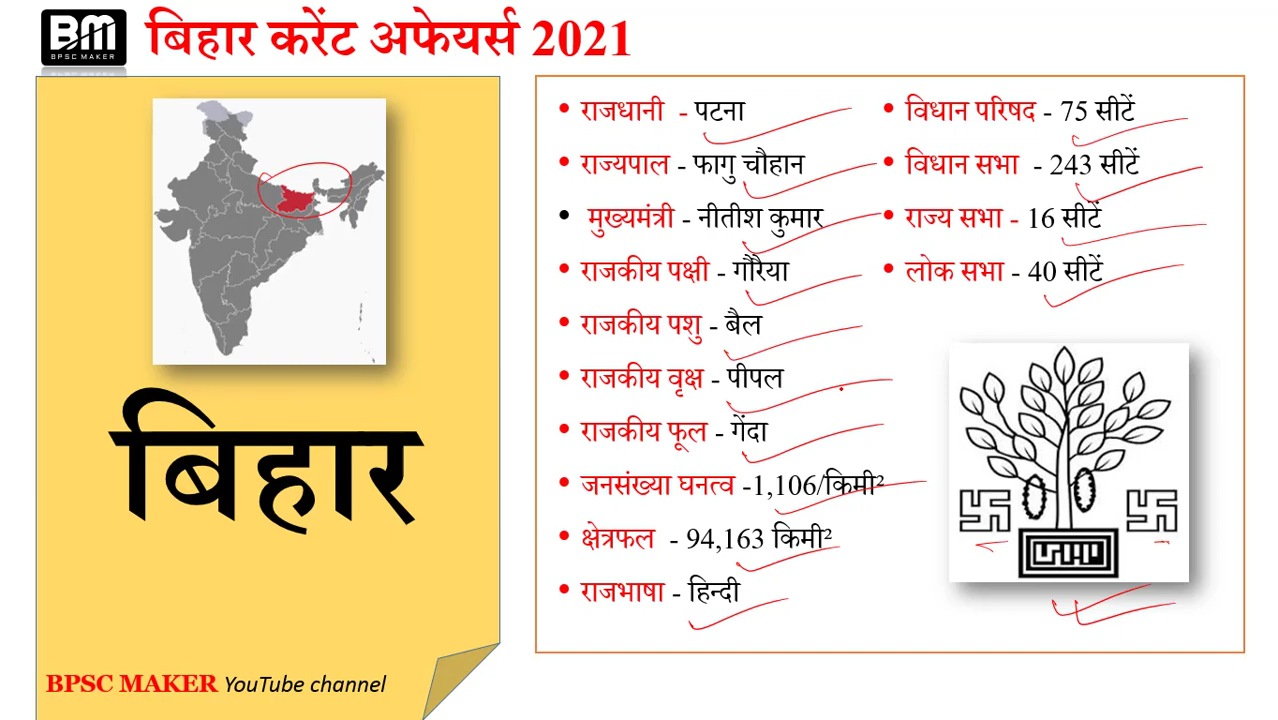 BM
BPSC MAKER
बिहार करेंट अफेयर्स 2021
बिहार
BPSC MAKER YouTube channel
• राजधानी - पटना
• राज्यपाल - फागु चौहान
• मुख्यमंत्री - नीतीश कुमार
• राजकीय पक्षी - गौरैया
• राजकीय पशु - बैल
• राजकीय वृक्ष - पीपल
• राजकीय फूल - गेंदा
• जनसंख्या घनत्व -1,106/किमी²
• क्षेत्रफल - 94,163 किमी²
• राजभाषा - हिन्दी
• विधान परिषद - 75 सीटें
• विधान सभा - 243 सीटें
• राज्य सभा - 16 सीटें
• लोक सभा - 40 सीटें